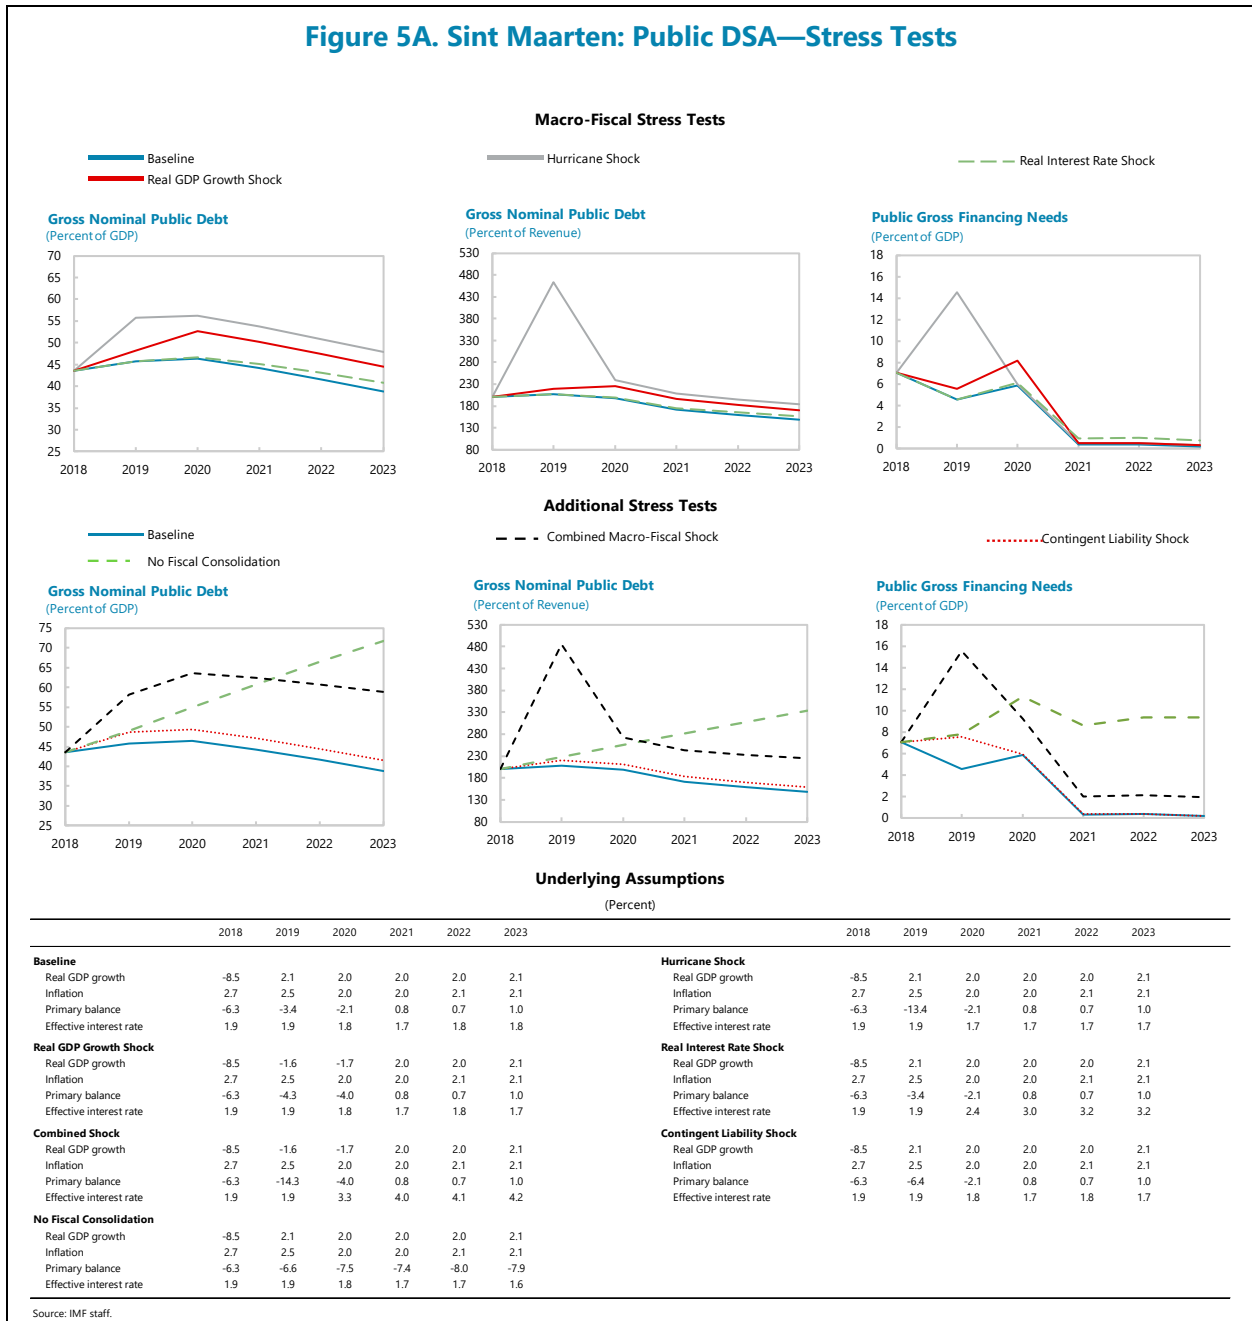 Figure 5A. Sint Maarten: Public DSA—Stress Tests
Macro-Fiscal Stress Tests
Baseline
Real GDP Growth Shock
Hurricane Shock
Real Interest Rate Shock
Gross Nominal Public Debt
(Percent of GDP)
70
65
60
55
50
45
40
35
30
25
2018 2019 2020 2021 2022 2023
Gross Nominal Public Debt
(Percent of Revenue)
530
480
430
380
330
280
230
180
130
80
2018 2019 2020 2021 2022 2023
Public Gross Financing Needs
(Percent of GDP)
18
16
14
12
10
8
6
4
2
0
2018 2019 2020 2021 2022 2023
Additional Stress Tests
Baseline
No Fiscal Consolidation
Combined Macro-Fiscal Shock
Contingent Liability Shock
Gross Nominal Public Debt
(Percent of GDP)
75
70
65
60
55
50
45
40
35
30
25
2018 2019 2020 2021 2022 2023
Gross Nominal Public Debt
(Percent of Revenue)
530
480
430
380
330
280
230
180
130
80
2018 2019 2020 2021 2022 2023
Public Gross Financing Needs
(Percent of GDP)
18
16
14
12
10
8
6
4
2
0
2018 2019 2020 2021 2022 2023
Underlying Assumptions
(Percent)
2018 2019 2020 2021 2022 2023
Baseline
Real GDP growth -8.5 2.1 2.0 2.0 2.0 2.1
Inflation 2.7 2.5 2.0 2.0 2.1 2.1
Primary balance -6.3 -3.4 -2.1 0.8 0.7 1.0
Effective interest rate 1.9 1.9 1.8 1.7 1.8 1.8
Real GDP Growth Shock
Real GDP growth -8.5 -1.6 -1.7 2.0 2.0 2.1
Inflation 2.7 2.5 2.0 2.0 2.1 2.1
Primary balance -6.3 -4.3 -4.0 0.8 0.7 1.0
Effective interest rate 1.9 1.9 1.8 1.7 1.8 1.7
Combined Shock
Real GDP growth -8.5 -1.6 -1.7 2.0 2.0 2.1
Inflation 2.7 2.5 2.0 2.0 2.1 2.1
Primary balance -6.3 -14.3 -4.0 0.8 0.7 1.0
Effective interest rate 1.9 1.9 3.3 4.0 4.1 4.2
No Fiscal Consolidation
Real GDP growth -8.5 2.1 2.0 2.0 2.0 2.1
Inflation 2.7 2.5 2.0 2.0 2.1 2.1
Primary balance -6.3 -6.6 -7.5 -7.4 -8.0 -7.9
Effective interest rate 1.9 1.9 1.8 1.7 1.7 1.6
2018 2019 2020 2021 2022 2023
Hurricane Shock
Real GDP growth -8.5 2.1 2.0 2.0 2.0 2.1
Inflation 2.7 2.5 2.0 2.0 2.1 2.1
Primary balance -6.3 -13.4 -2.1 0.8 0.7 1.0
Effective interest rate 1.9 1.9 1.7 1.7 1.7 1.7
Real Interest Rate Shock
Real GDP growth -8.5 2.1 2.0 2.0 2.0 2.1
Inflation 2.7 2.5 2.0 2.0 2.1 2.1
Primary balance -6.3 -3.4 -2.1 0.8 0.7 1.0
Effective interest rate 1.9 1.9 2.4 3.0 3.2 3.2
Contingent Liability Shock
Real GDP growth -8.5 2.1 2.0 2.0 2.0 2.1
Inflation 2.7 2.5 2.0 2.0 2.1 2.1
Primary balance -6.3 -6.4 -2.1 0.8 0.7 1.0
Effective interest rate 1.9 1.9 1.8 1.7 1.8 1.7
Source: IMF staff.